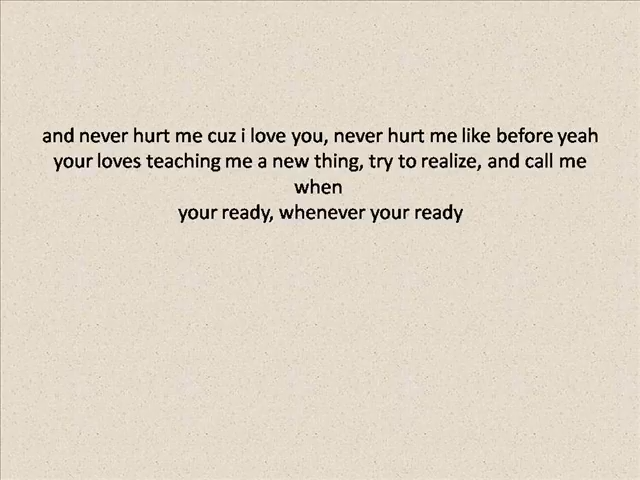 and never hurt me cuz i love you, never hurt me like before yeah
your loves teaching me a new thing, try to realize, and call me
when
your ready, whenever your ready